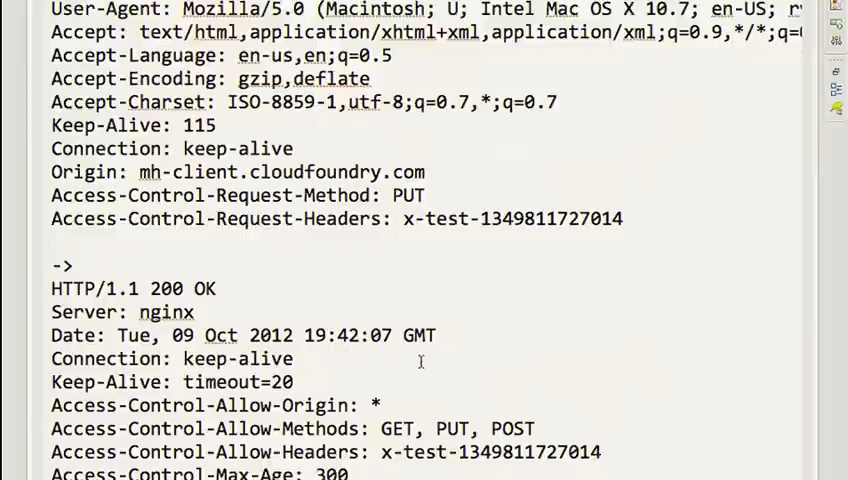 User-Agent: Mozilla/5.0 (Macintosh; U; Intel Mac OS X 10.7; en-US;
Accept: text/html,application/xhtml+xml,application/xml;q=0.9,*/*;q=
Accept-Language: en-us,en;q=0.5
Accept-Encoding: gzip,deflate
Accept-Charset: ISO-8859-1,utf-8;q=0.7,*;q=0.7
Keep-Alive: 115
Connection: keep-alive
Origin: mh-client.cloudfoundry.com
Access-Control-Request-Method: PUT
Access-Control-Request-Headers: x-test-1349811727014
->
HTTP/1.1 200 OK
Server: nginx
Date: Tue, 09 Oct 2012 19:42:07 GMT
Connection: keep-alive
Keep-Alive: timeout=20
Access-Control-Allow-Origin: *
Access-Control-Allow-Methods: GET, PUT, POST
Access-Control-Allow-Headers: x-test-1349811727014
Access-Control-Max-Age: 300